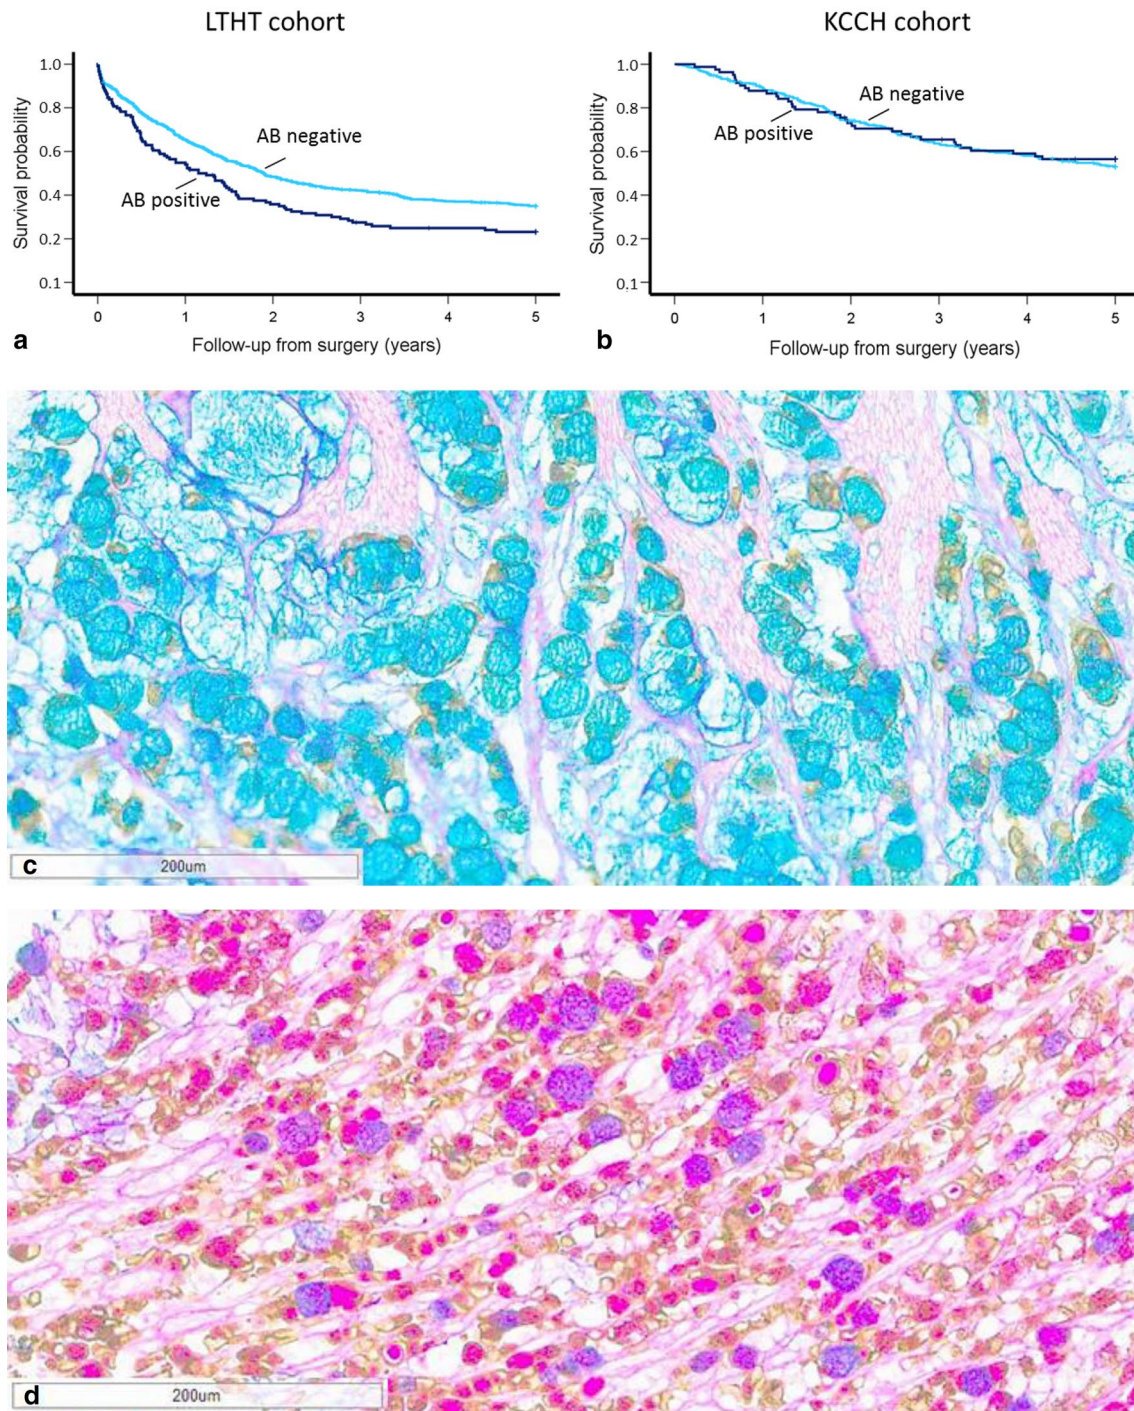 LTHT cohort
KCCH cohort
1.0
0.8
0.6
0.4
0.2
0.1
Survival probability
AB negative
AB positive
0 1 2 3 4 5
Follow-up from surgery (years)
a
1.0
0.8
0.6
0.4
0.2
0.1
Survival probability
AB negative
AB positive
0 1 2 3 4 5
Follow-up from surgery (years)
b
c
200um
d
200um